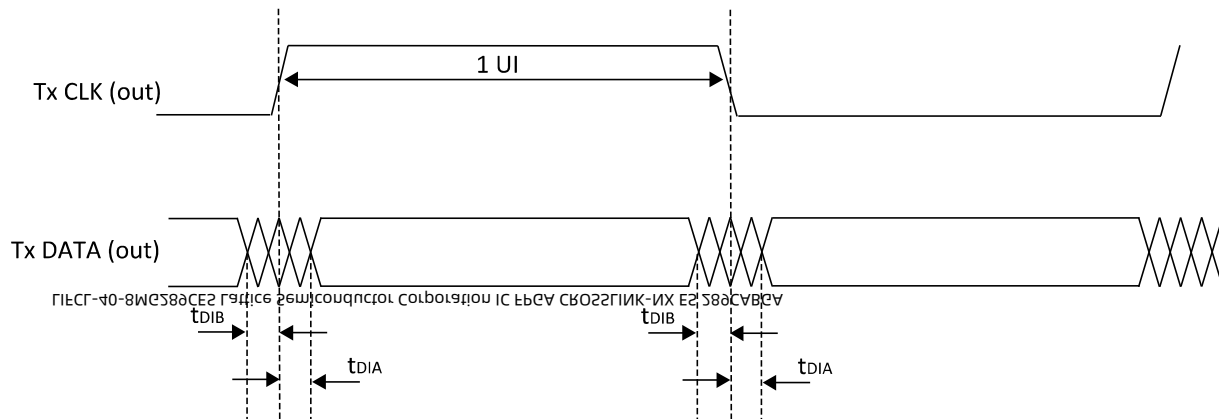 1 UI
Tx CLK (out)
Tx DATA (out)
LIFCL-40-8MG289CES Lattice Semiconductor Corporation IC FPGA CROSSLINK-NX ES 289CABGA
tDIB
tDIB
tDIA
tDIA